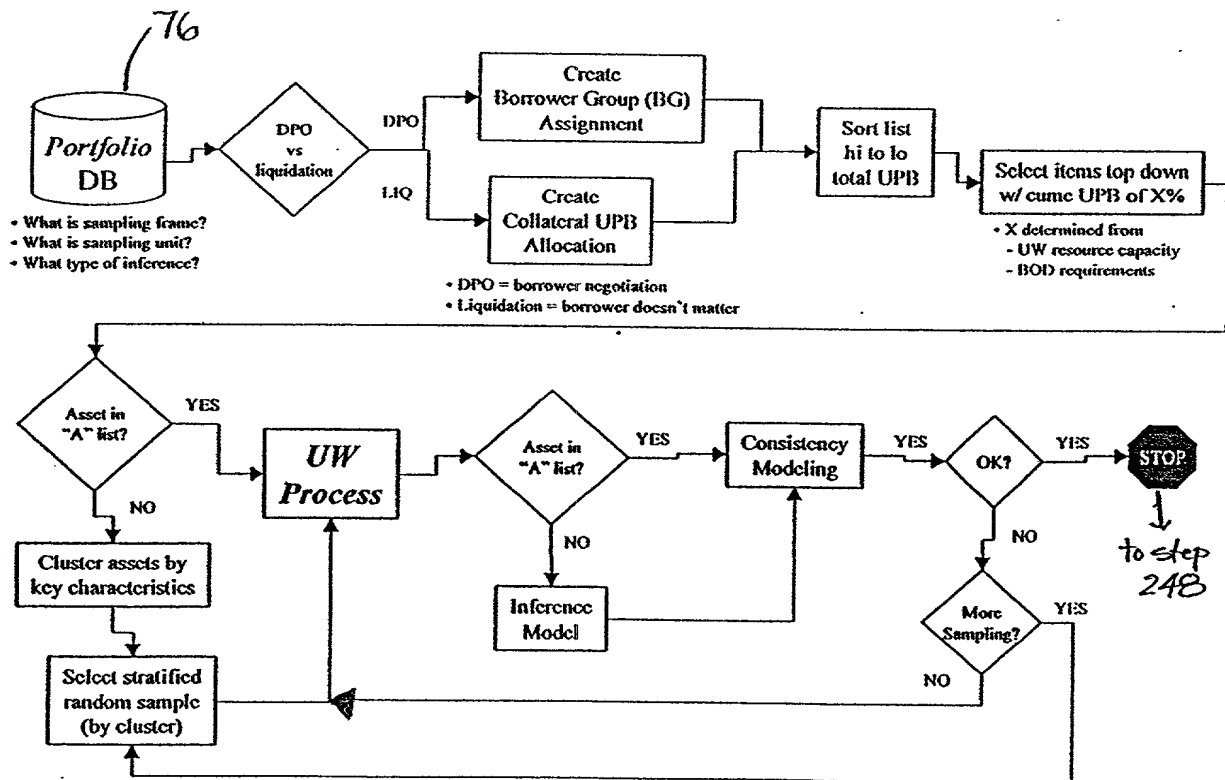 76
Portfolio
DB
• What is sampling frame?
• What is sampling unit?
• What type of inference?
DPO
vs
liquidation
DPO
LIQ
Create
Borrower Group (BG)
Assignment
Create
Collateral UPB
Allocation
• DPO = borrower negotiation
• Liquidation = borrower doesn't matter
Sort list
hi to lo
total UPB
Select items top down
w/ cume UPB of X%
• X determined from
- UW resource capacity
- BOD requirements
Asset in
"A" list?
YES
NO
Cluster assets by
key characteristics
Select stratified
random sample
(by cluster)
UW
Process
Asset in
"A" list?
YES
NO
Inference
Model
Consistency
Modeling
YES
OK?
YES
NO
STOP
to step
248
More
Sampling?
YES
NO